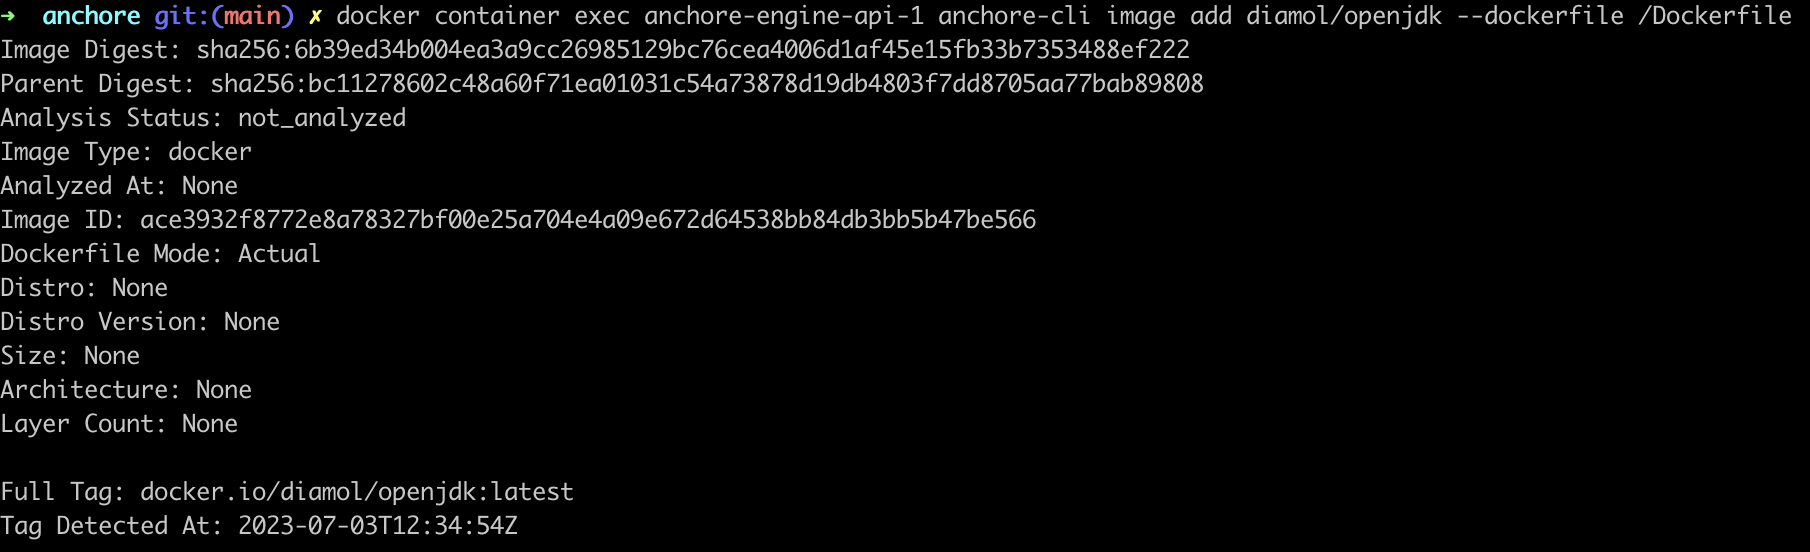 ➜  anchore git:(main) ✗ docker container exec anchore-engine-api-1 anchore-cli image add diamol/openjdk --dockerfile /Dockerfile
Image Digest: sha256:6b39ed34b004ea3a9cc26985129bc76cea4006d1af45e15fb33b7353488ef222
Parent Digest: sha256:bc11278602c48a60f71ea01031c54a73878d19db4803f7dd8705aa77bab89808
Analysis Status: not_analyzed
Image Type: docker
Analyzed At: None
Image ID: ace3932f8772e8a78327bf00e25a704e4a09e672d64538bb84db3bb5b47be566
Dockerfile Mode: Actual
Distro: None
Distro Version: None
Size: None
Architecture: None
Layer Count: None

Full Tag: docker.io/diamol/openjdk:latest
Tag Detected At: 2023-07-03T12:34:54Z